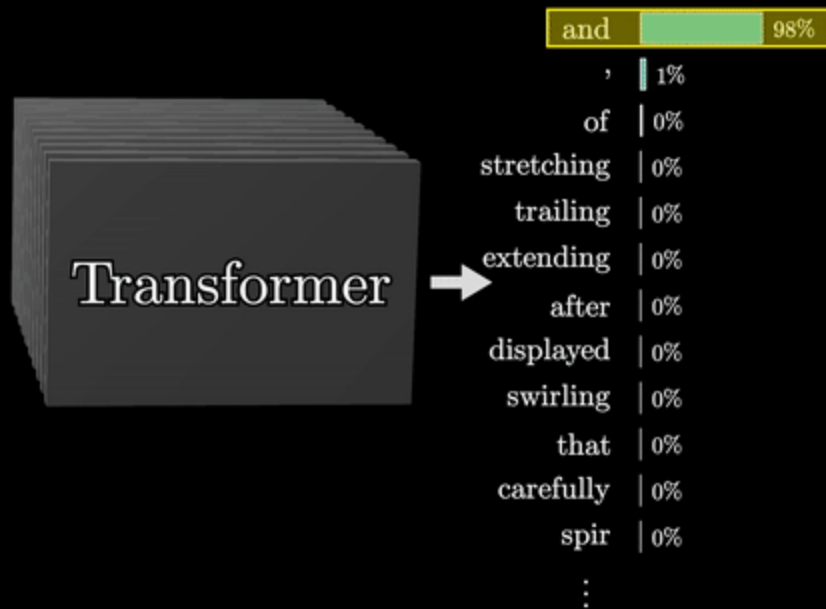 and 98%
, 1%
of 0%
stretching 0%
trailing 0%
extending 0%
Transformer
after 0%
displayed 0%
swirling 0%
that 0%
carefully 0%
spir 0%
⋮